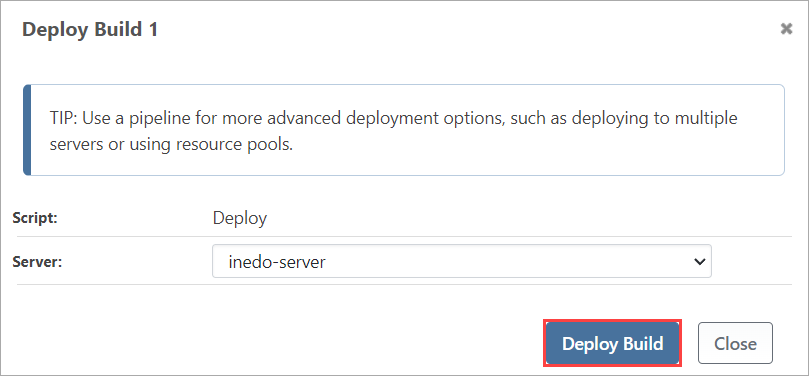 Deploy Build 1
TIP: Use a pipeline for more advanced deployment options, such as deploying to multiple
servers or using resource pools.
Script: Deploy
Server: inedo-server
Deploy Build Close